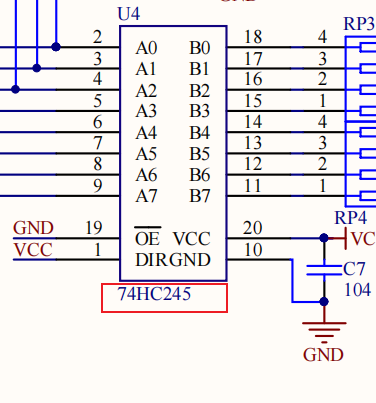 U4
RP3
2 A0 B0 18 4
3 A1 B1 17 3
4 A2 B2 16 2
5 A3 B3 15 1
6 A4 B4 14 4
7 A5 B5 13 3
8 A6 B6 12 2
9 A7 B7 11 1
RP4
GND 19 OE VCC 20 VC
VCC 1 DIR GND 10
C7
74HC245 104
GND